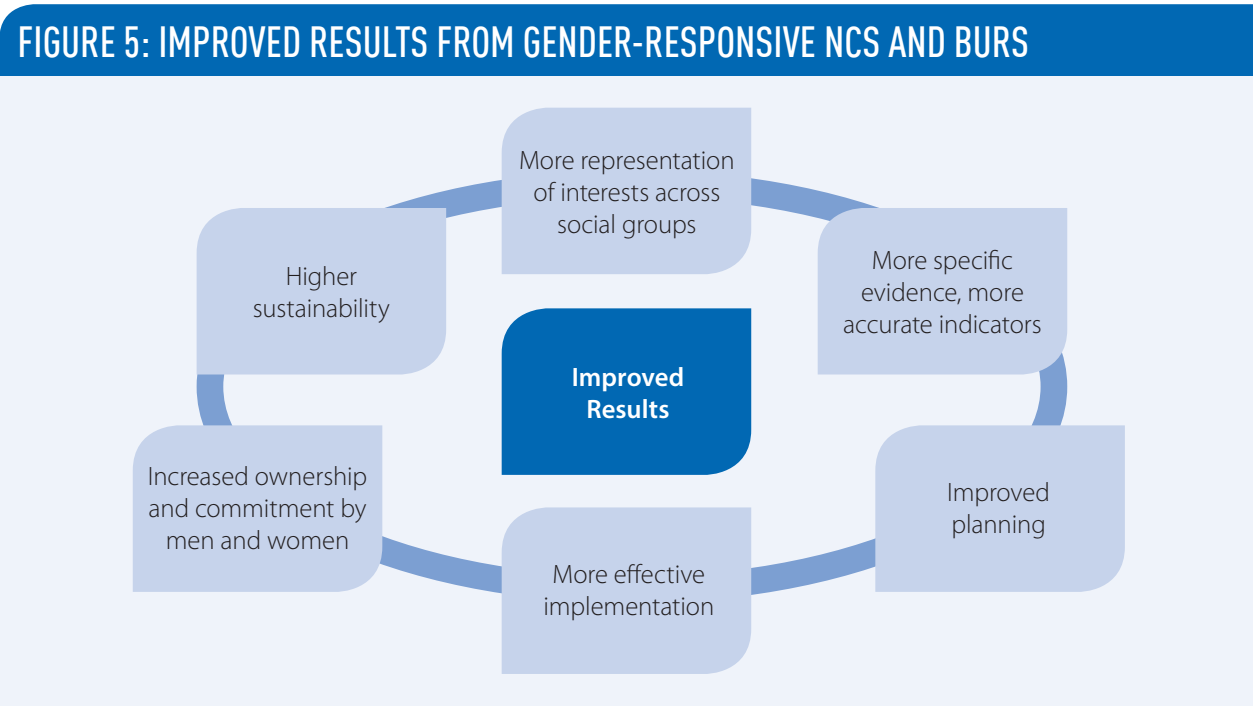 FIGURE 5: IMPROVED RESULTS FROM GENDER-RESPONSIVE NCS AND BURS
More representation
of interests across
social groups
Higher
sustainability
More specific
evidence, more
accurate indicators
Improved
Results
Increased ownership
and commitment by
men and women
Improved
planning
More effective
implementation